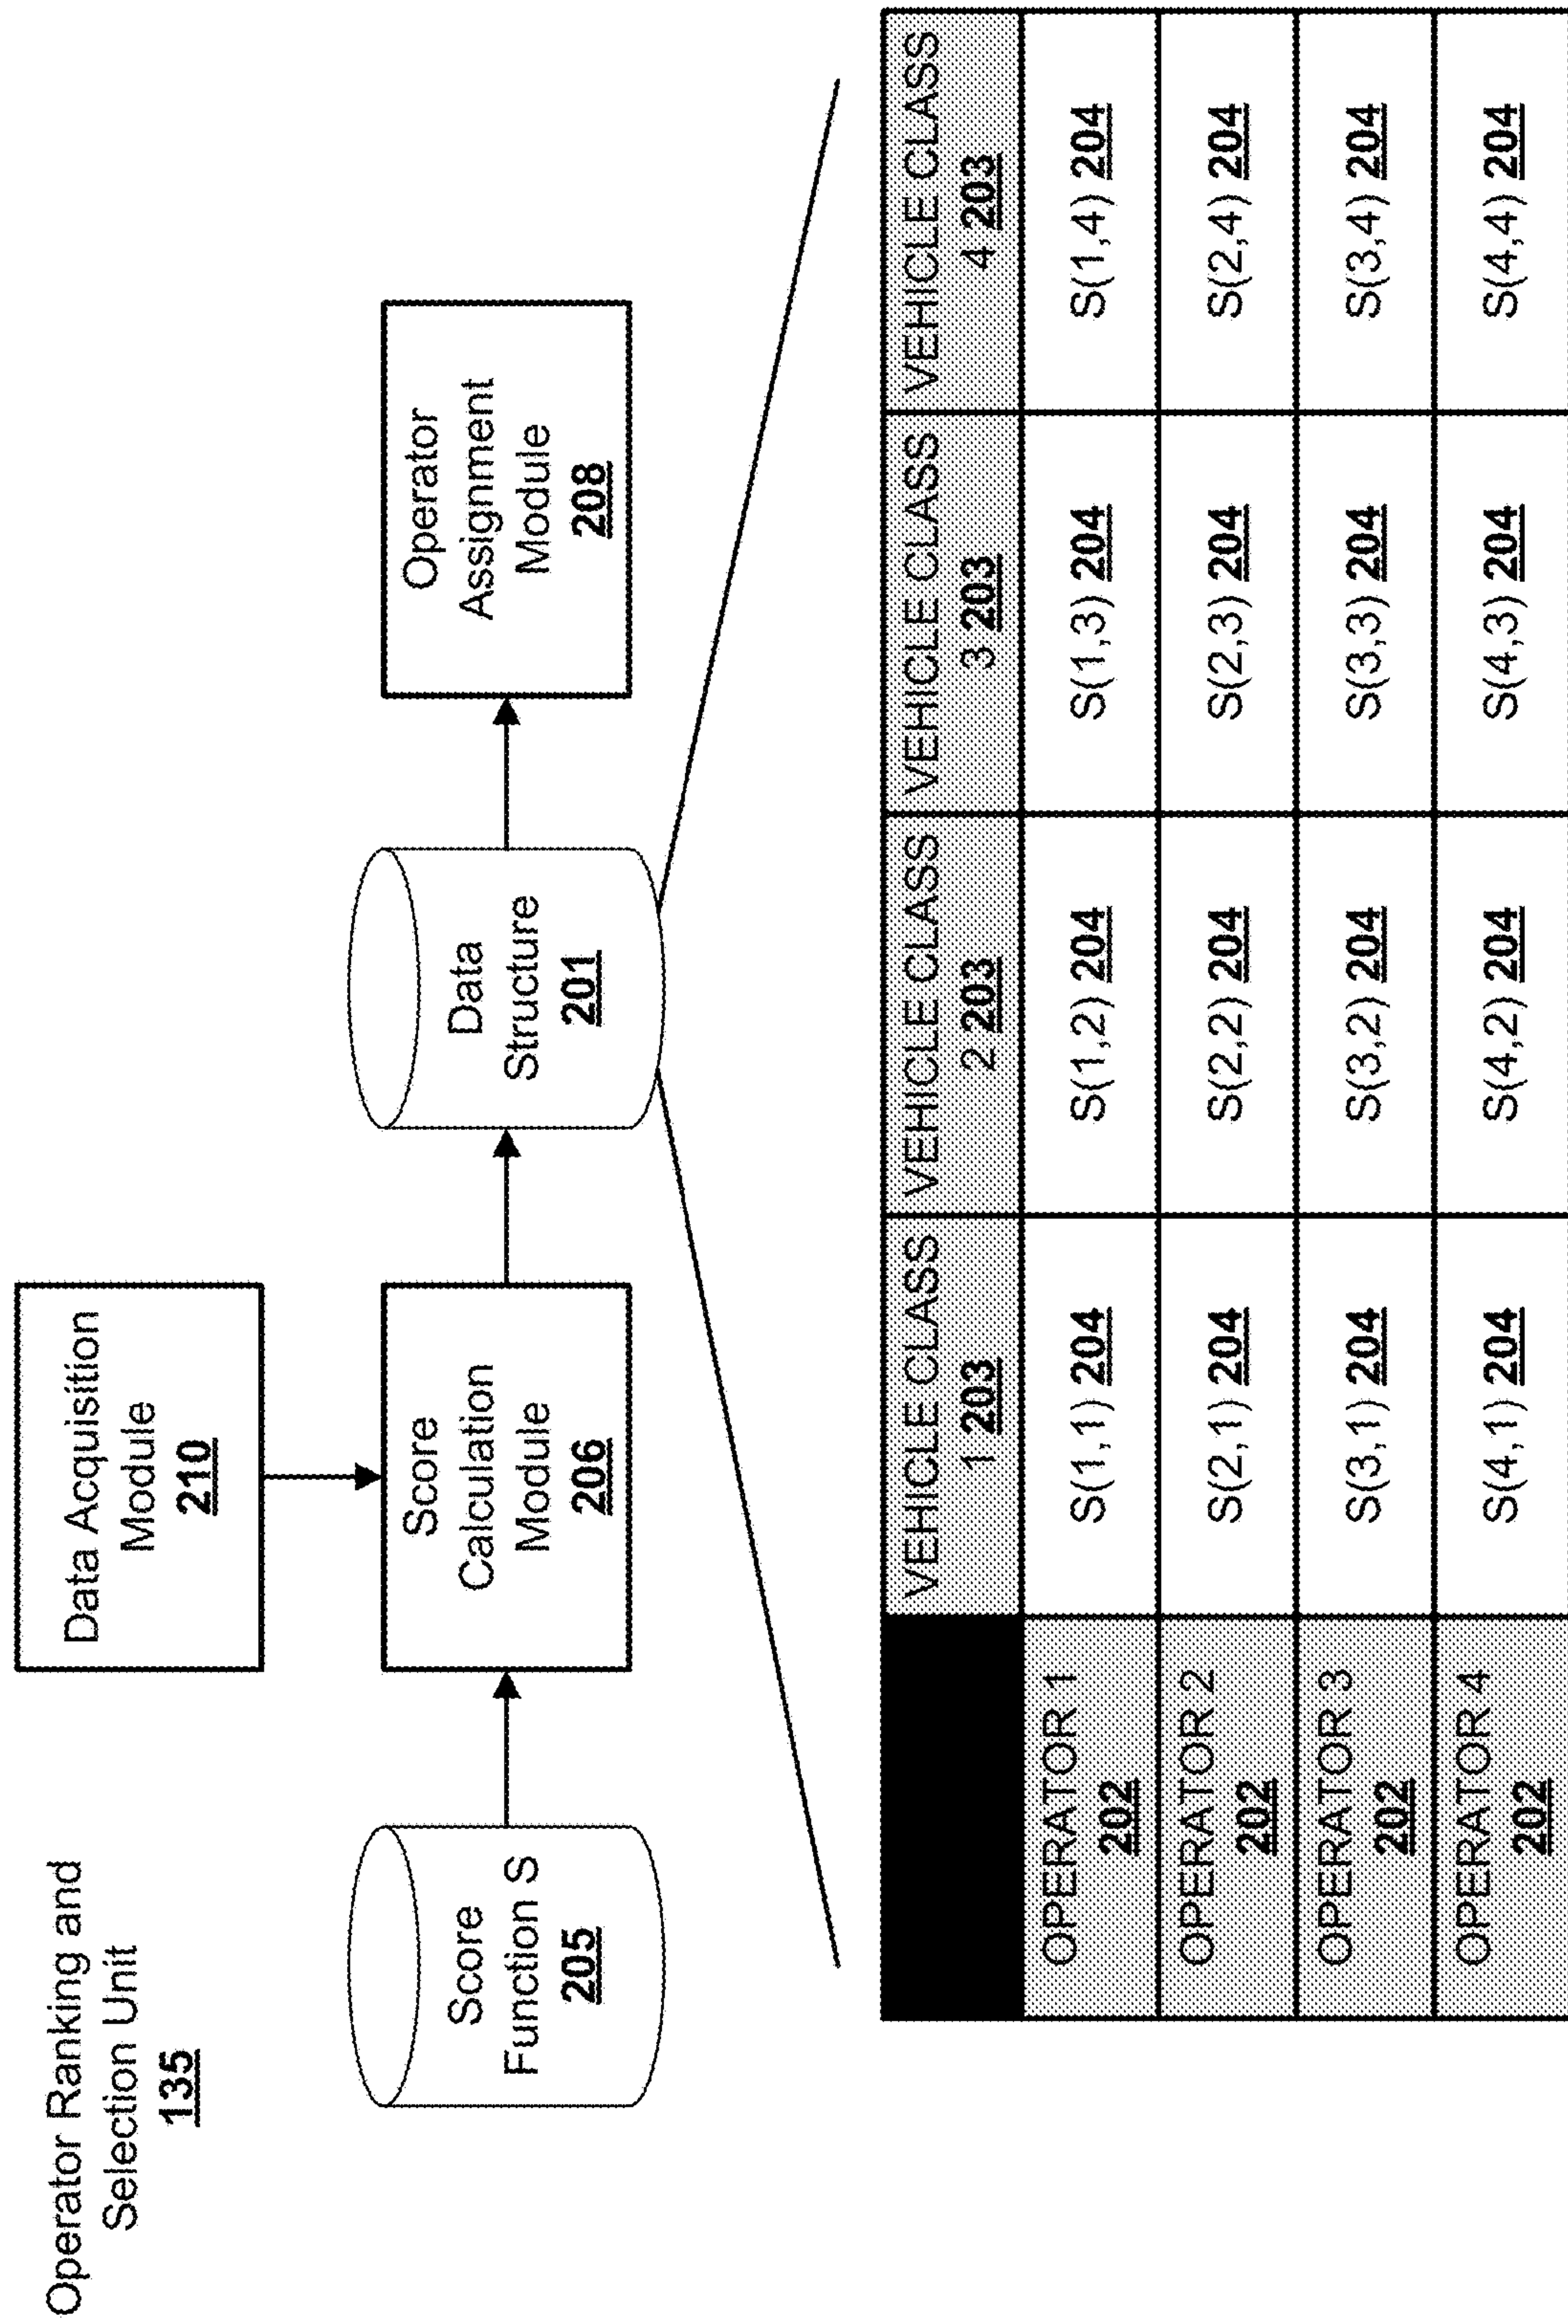 Operator Ranking and
Selection Unit
135
Data Acquisition
Module
210
Score
Function S
205
Score
Calculation
Module
206
Data
Structure
201
Operator
Assignment
Module
208
VEHICLE CLASS
1 203
VEHICLE CLASS
2 203
VEHICLE CLASS
3 203
VEHICLE CLASS
4 203
OPERATOR 1
202
S(1,1) 204
S(1,2) 204
S(1,3) 204
S(1,4) 204
OPERATOR 2
202
S(2,1) 204
S(2,2) 204
S(2,3) 204
S(2,4) 204
OPERATOR 3
202
S(3,1) 204
S(3,2) 204
S(3,3) 204
S(3,4) 204
OPERATOR 4
202
S(4,1) 204
S(4,2) 204
S(4,3) 204
S(4,4) 204